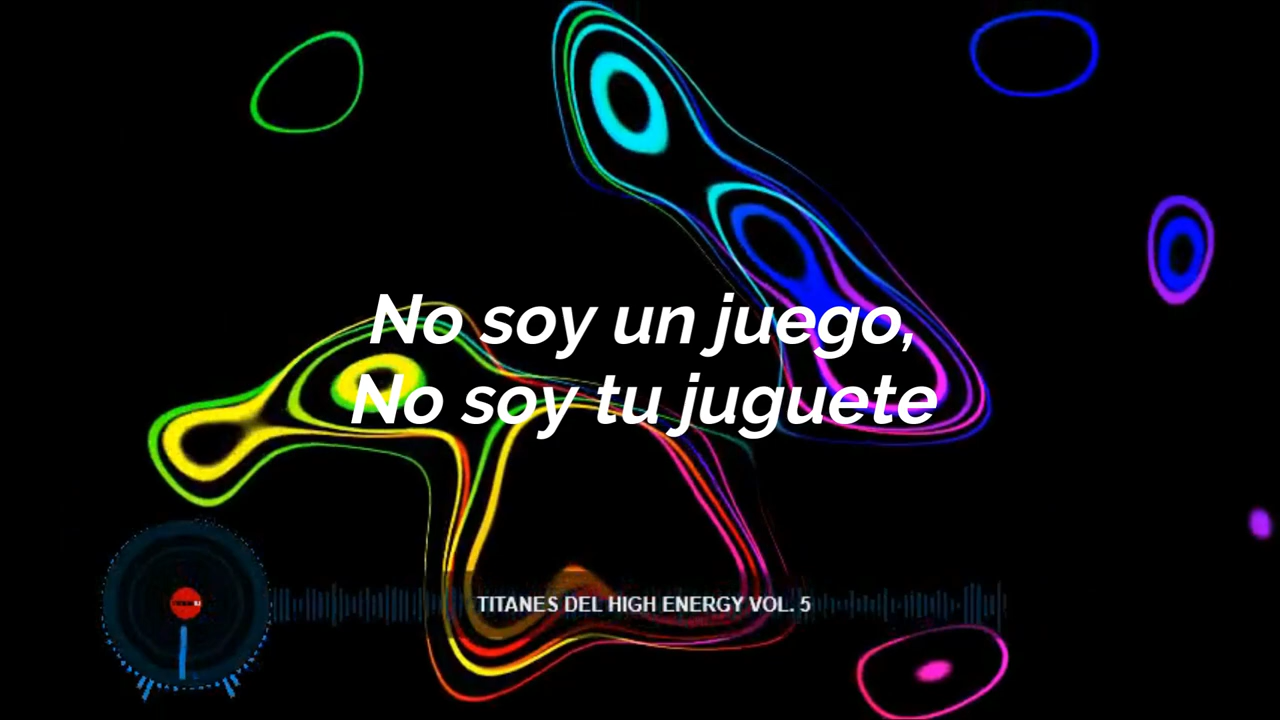 No soy un juego,
No soy tu juguete
TITANES DEL HIGH ENERGY VOL. 5